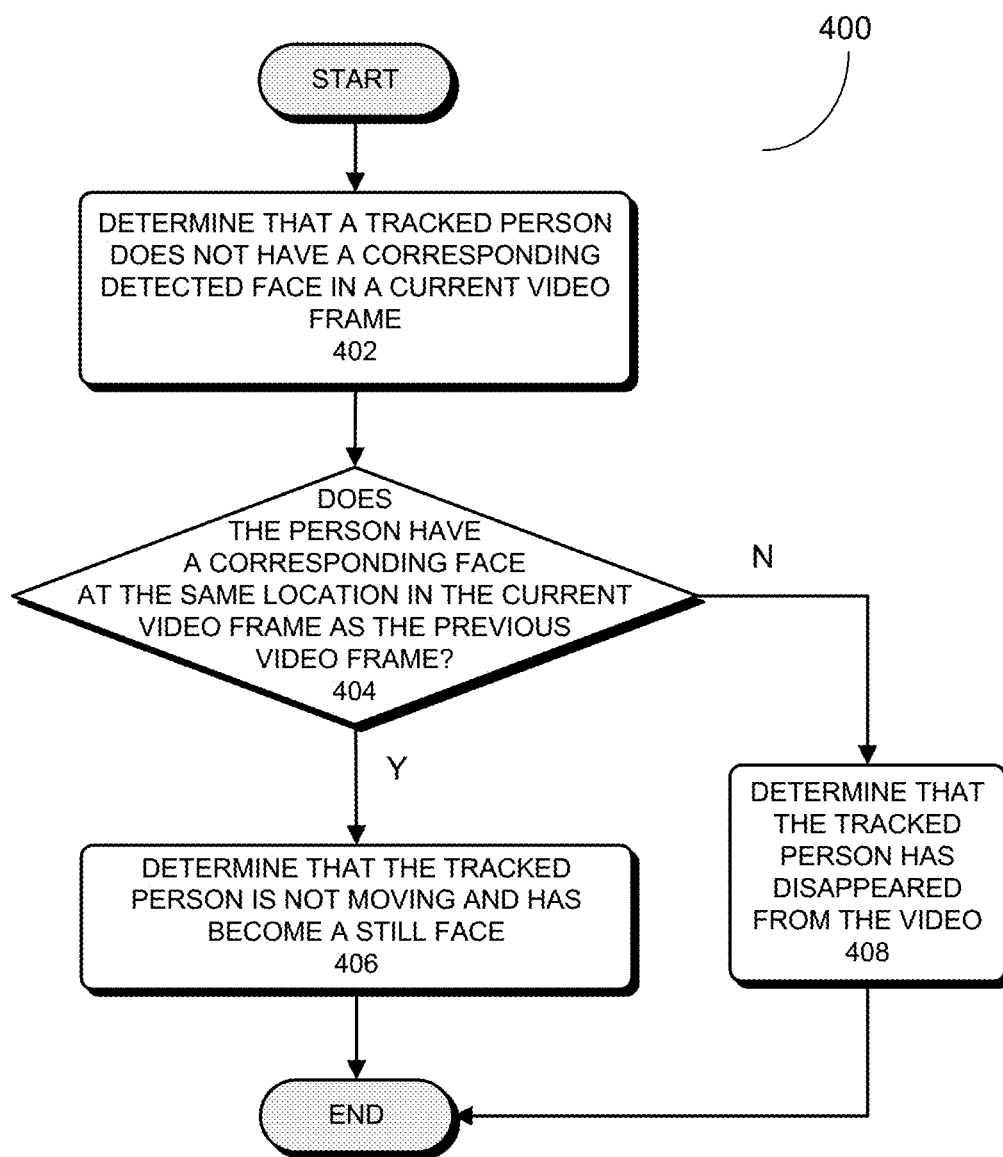 400
START
DETERMINE THAT A TRACKED PERSON
DOES NOT HAVE A CORRESPONDING
DETECTED FACE IN A CURRENT VIDEO
FRAME
402
DOES
THE PERSON HAVE
A CORRESPONDING FACE
AT THE SAME LOCATION IN THE CURRENT
VIDEO FRAME AS THE PREVIOUS
VIDEO FRAME?
404
N
Y
DETERMINE THAT THE TRACKED
PERSON IS NOT MOVING AND HAS
BECOME A STILL FACE
406
DETERMINE THAT
THE TRACKED
PERSON HAS
DISAPPEARED
FROM THE VIDEO
408
END